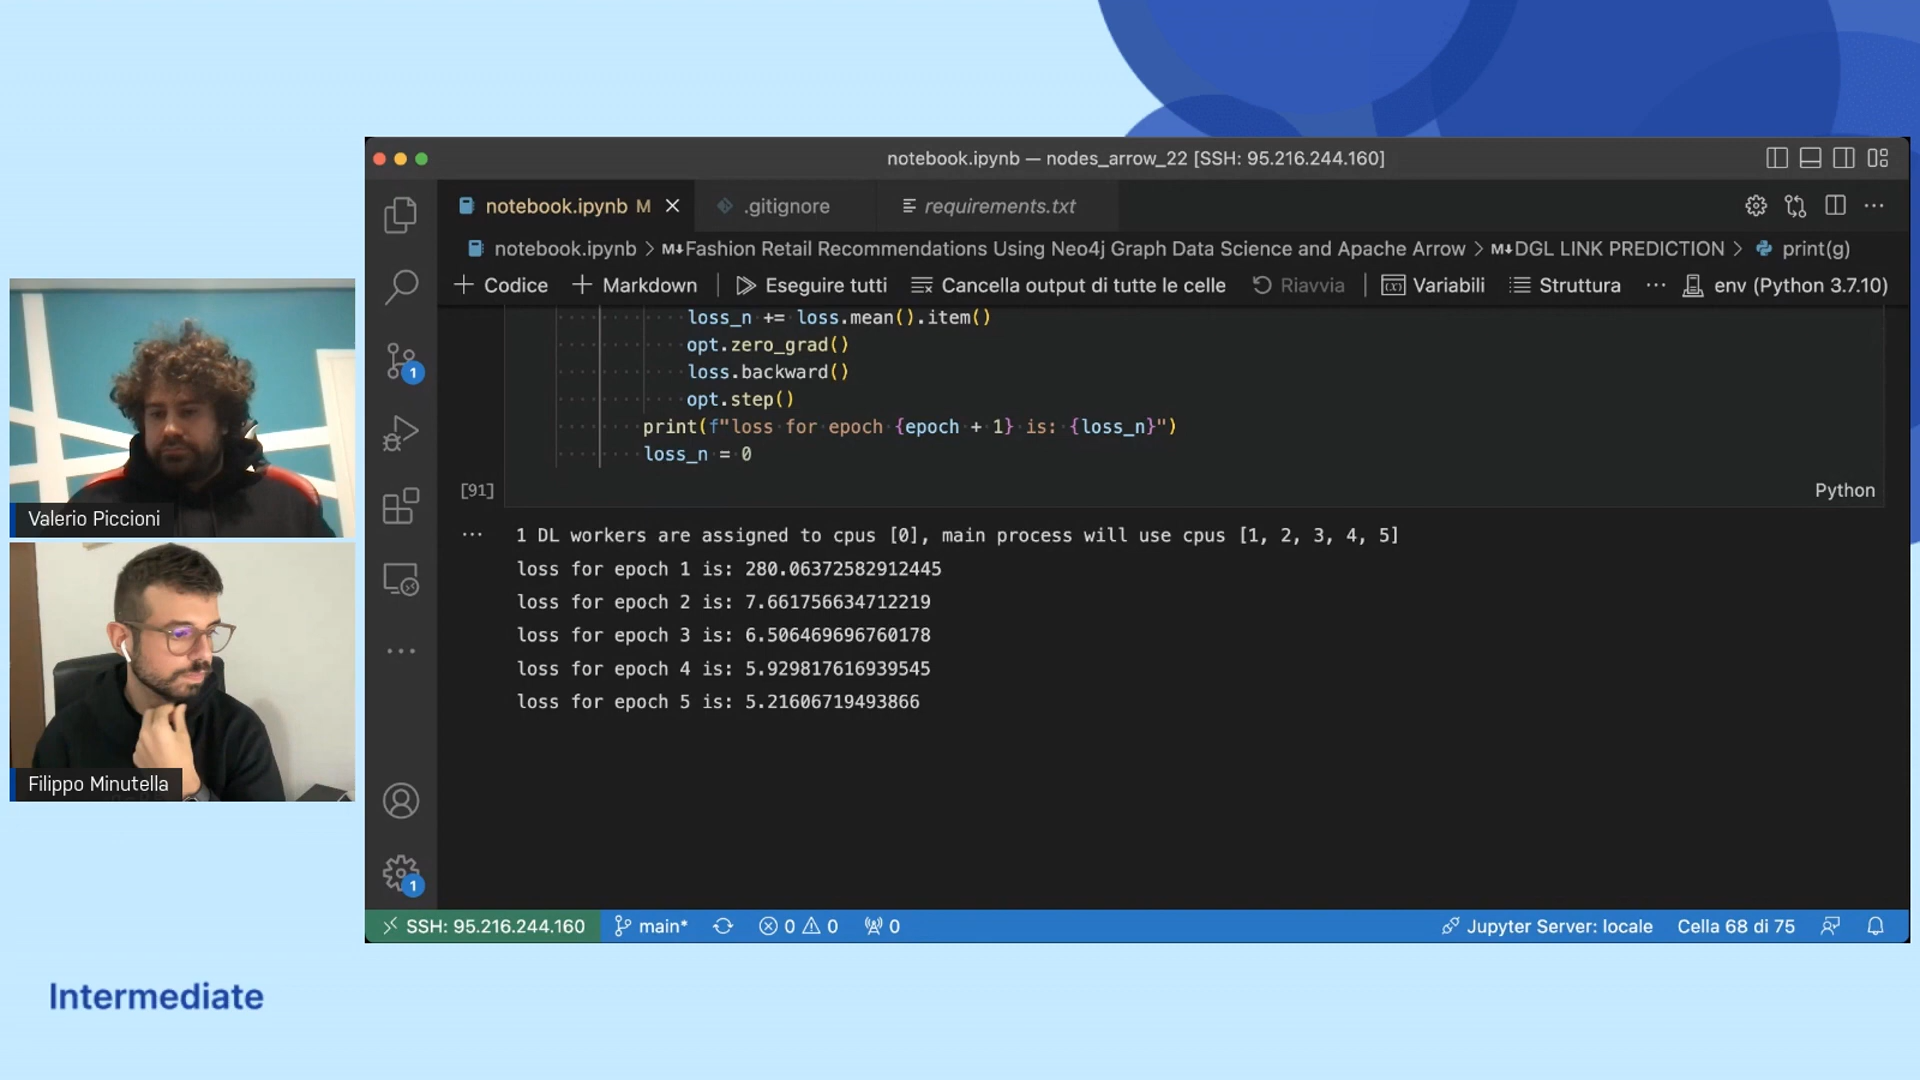 notebook.ipynb — nodes_arrow_22 [SSH: 95.216.244.160]
notebook.ipynb M
.gitignore
requirements.txt
notebook.ipynb > M↓Fashion Retail Recommendations Using Neo4j Graph Data Science and Apache Arrow > M↓DGL LINK PREDICTION > print(g)
+ Codice + Markdown | Eseguire tutti Cancella output di tutte le celle Riavvia | Variabili Struttura ··· env (Python 3.7.10)
loss_n += loss.mean().item()
opt.zero_grad()
loss.backward()
opt.step()
print(f"loss for epoch {epoch + 1} is: {loss_n}")
loss_n = 0
[91]
Python
1 DL workers are assigned to cpus [0], main process will use cpus [1, 2, 3, 4, 5]
loss for epoch 1 is: 280.06372582912445
loss for epoch 2 is: 7.661756634712219
loss for epoch 3 is: 6.506469696760178
loss for epoch 4 is: 5.929817616939545
loss for epoch 5 is: 5.21606719493866
1
1
Valerio Piccioni
Filippo Minutella
SSH: 95.216.244.160 main* 0 0 0 Jupyter Server: locale Cella 68 di 75
Intermediate